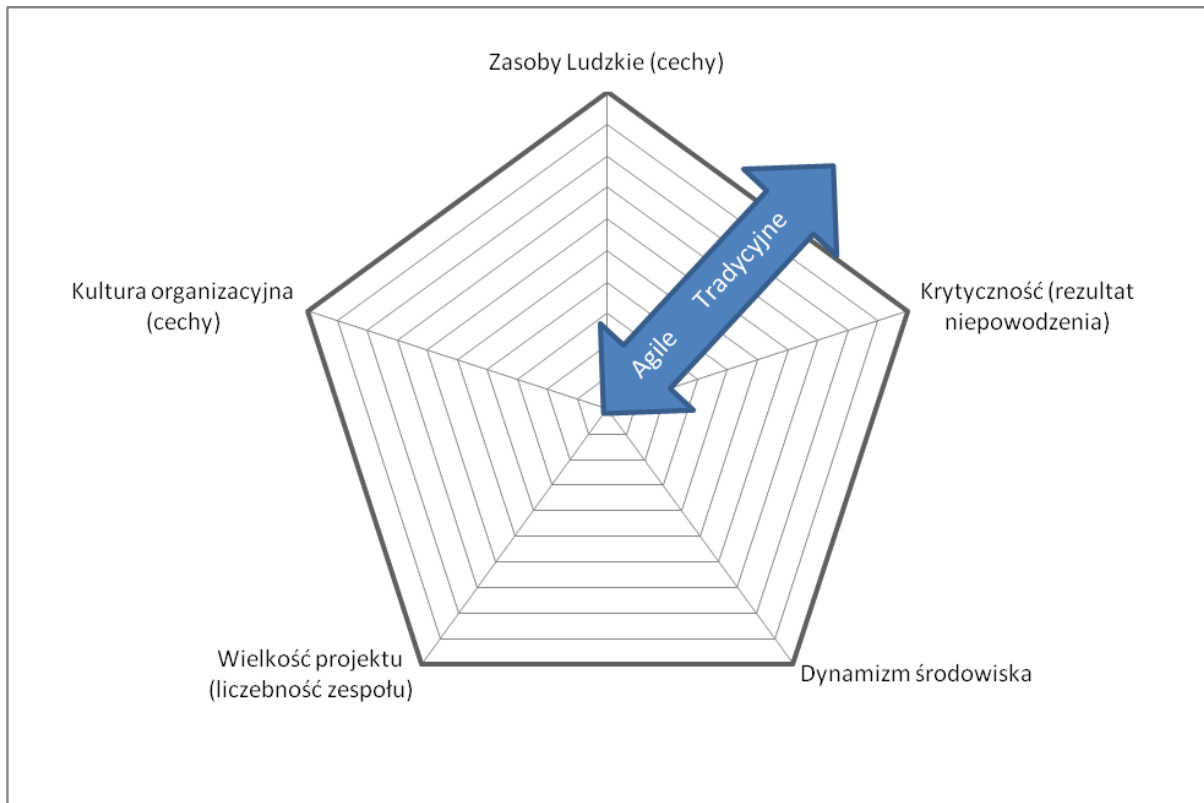 Zasoby Ludzkie (cechy)
Tradycyjne
Agile
Kultura organizacyjna
(cechy)
Krytyczność (rezultat
niepowodzenia)
Wielkość projektu
(liczebność zespołu)
Dynamizm środowiska